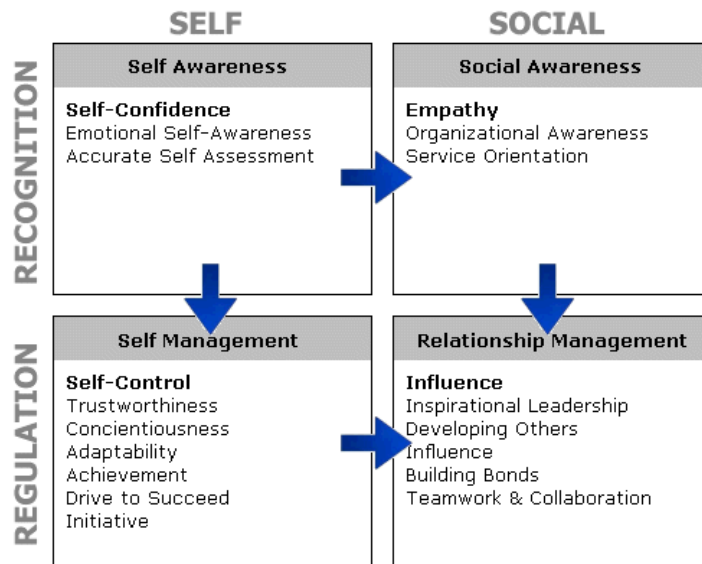 SELF
SOCIAL
RECOGNITION
Self Awareness
Self-Confidence
Emotional Self-Awareness
Accurate Self Assessment
Social Awareness
Empathy
Organizational Awareness
Service Orientation
REGULATION
Self Management
Self-Control
Trustworthiness
Concientiousness
Adaptability
Achievement
Drive to Succeed
Initiative
Relationship Management
Influence
Inspirational Leadership
Developing Others
Influence
Building Bonds
Teamwork & Collaboration